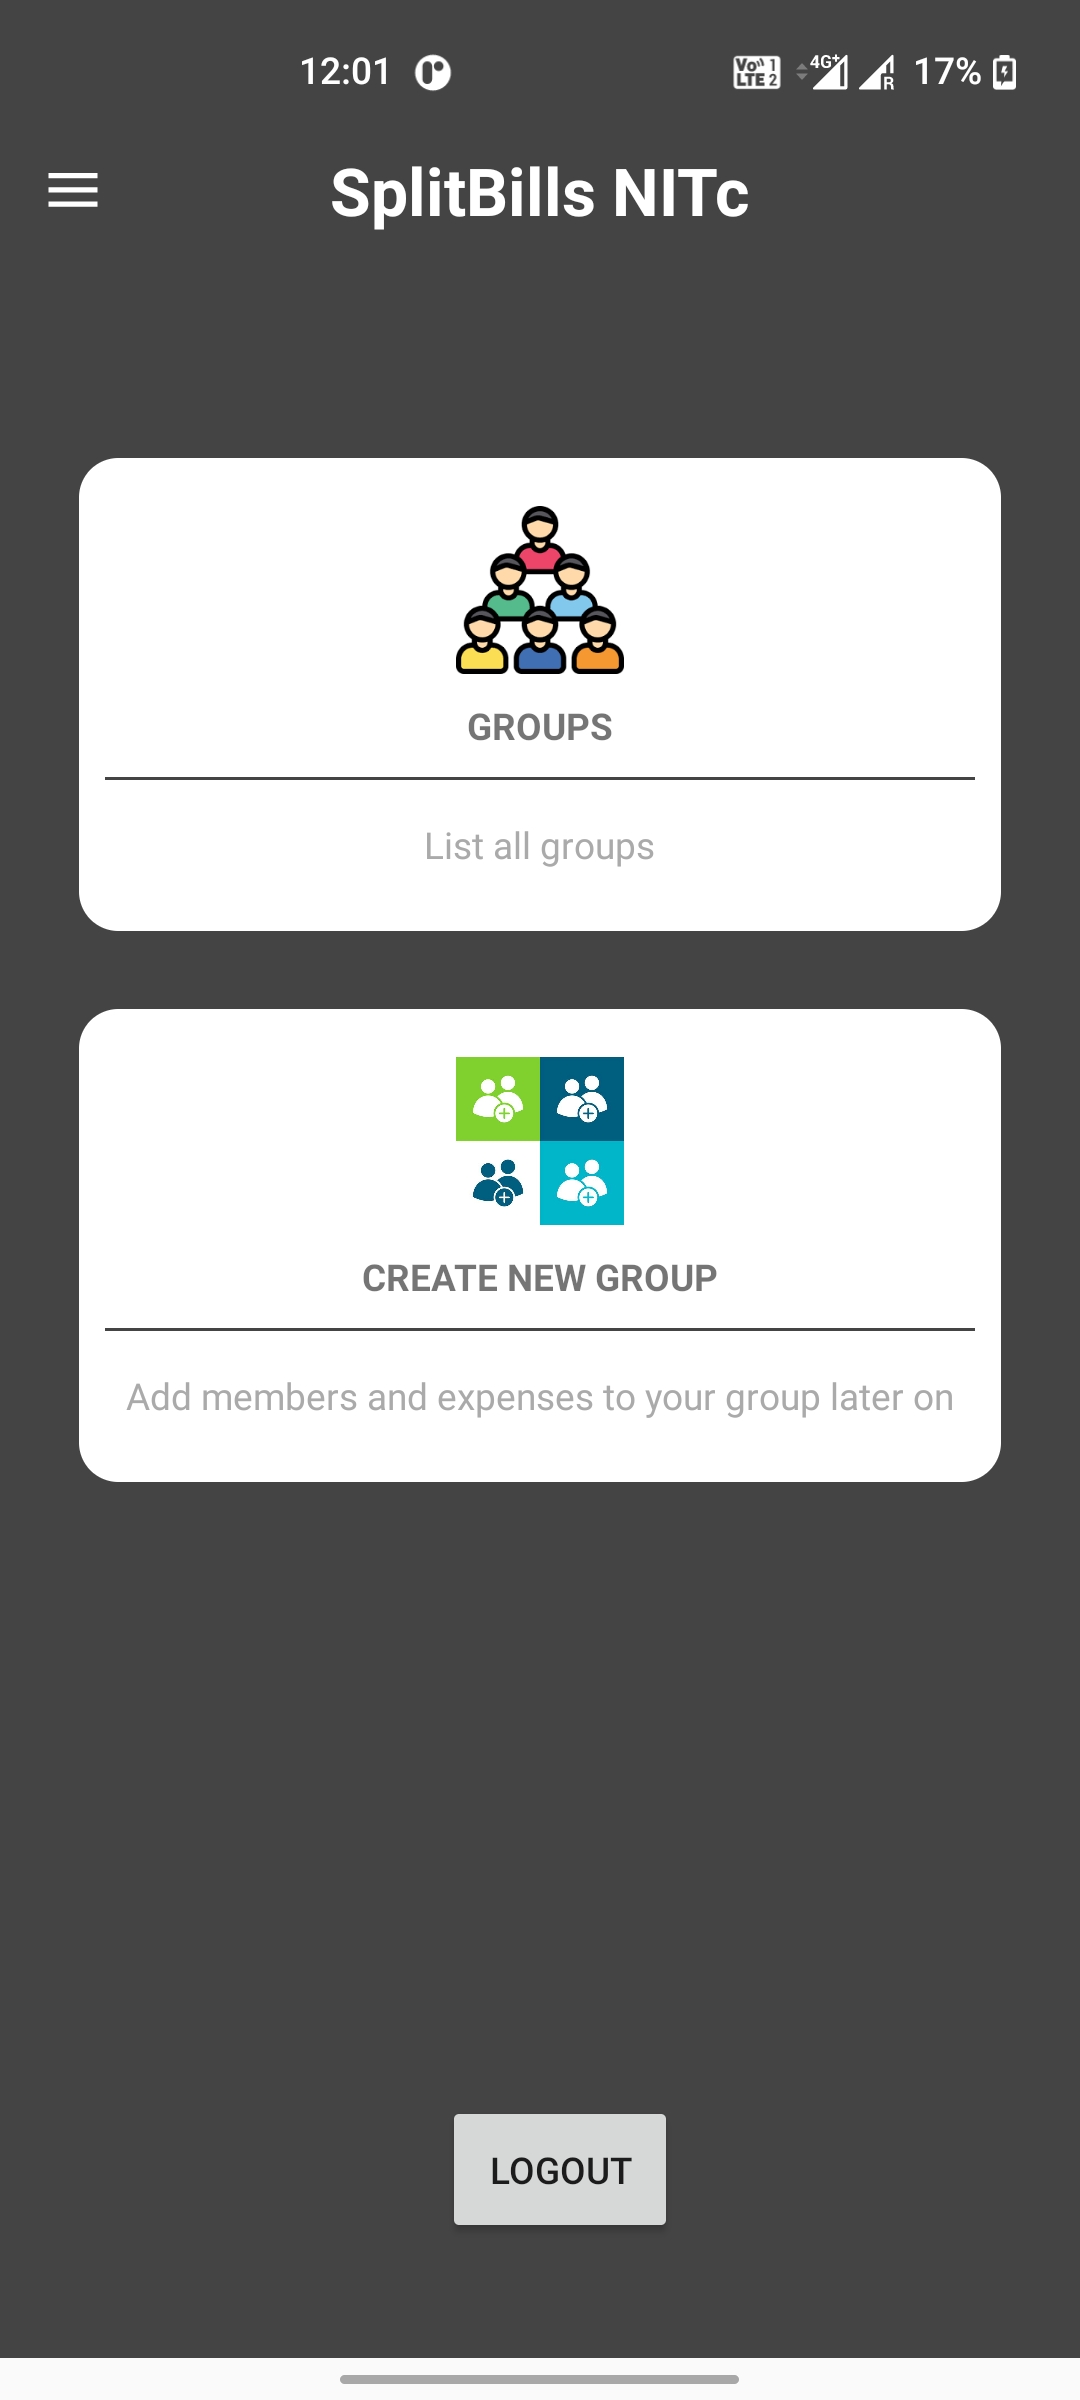 12:01 Vo)) 1 LTE 2 4G+ R 17%
SplitBills NITc
GROUPS
List all groups
CREATE NEW GROUP
Add members and expenses to your group later on
LOGOUT